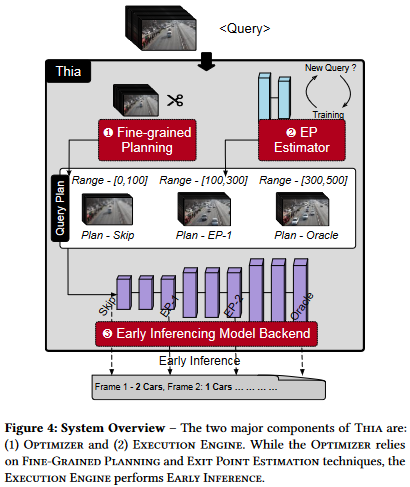 <Query>
Thia
New Query ?
Training
❶ Fine-grained
Planning
❷ EP
Estimator
Query Plan
Range - [0,100]
Range - [100,300]
Range - [300,500]
Plan - Skip
Plan - EP-1
Plan - Oracle
Skip
EP-1
EP-2
Oracle
❸ Early Inferencing Model Backend
Early Inference
Frame 1 - 2 Cars, Frame 2: 1 Cars ... ... ... ...
Figure 4: System Overview – The two major components of THIA are:
(1) OPTIMIZER and (2) EXECUTION ENGINE. While the OPTIMIZER relies
on FINE-GRAINED PLANNING and EXIT POINT ESTIMATION techniques, the
EXECUTION ENGINE performs EARLY INFERENCE.